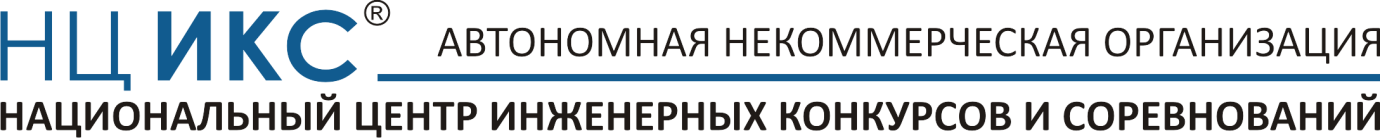 НЦ ИКС® АВТОНОМНАЯ НЕКОММЕРЧЕСКАЯ ОРГАНИЗАЦИЯ
НАЦИОНАЛЬНЫЙ ЦЕНТР ИНЖЕНЕРНЫХ КОНКУРСОВ И СОРЕВНОВАНИЙ